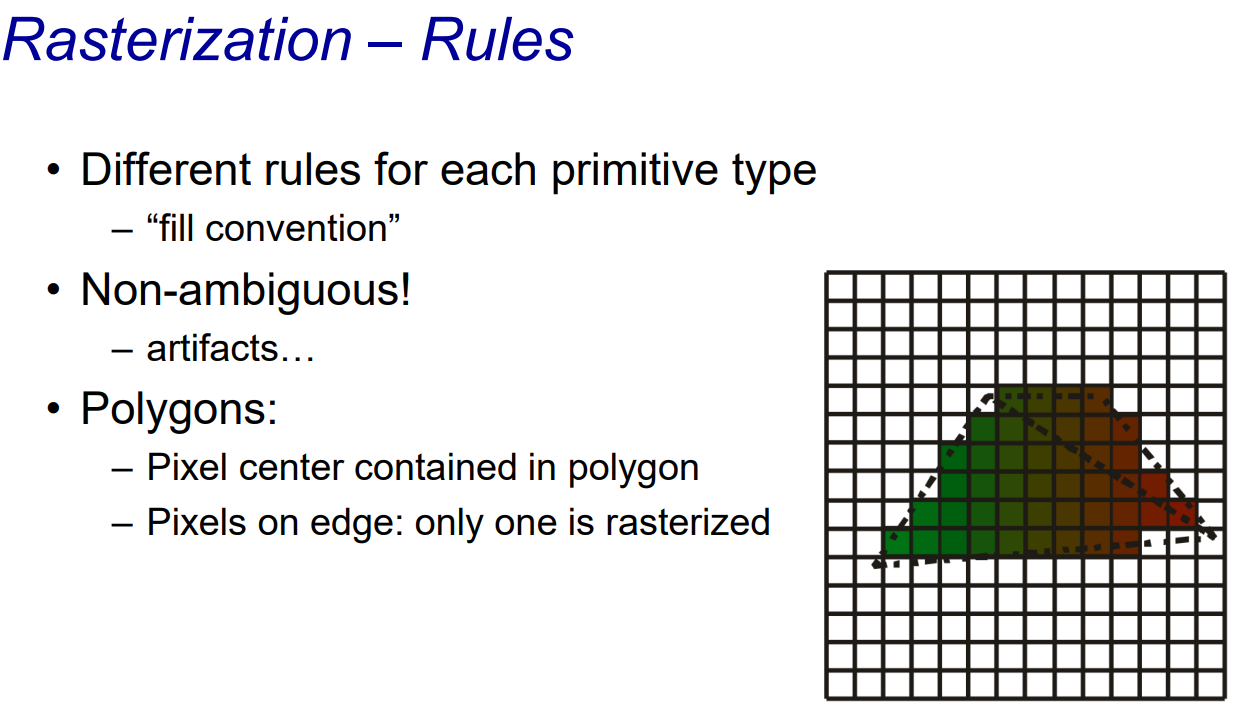 Rasterization – Rules
• Different rules for each primitive type
– “fill convention”
• Non-ambiguous!
– artifacts…
• Polygons:
– Pixel center contained in polygon
– Pixels on edge: only one is rasterized